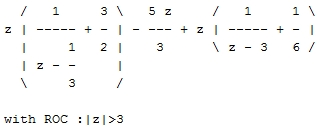 /   1     3 \   5 z     /   1     1 \
z | ----- + - | - --- + z | ----- + - |
|     1   2 |    3      \ z - 3   6 /
| z - -     |
\     3     /
with ROC :|z|>3